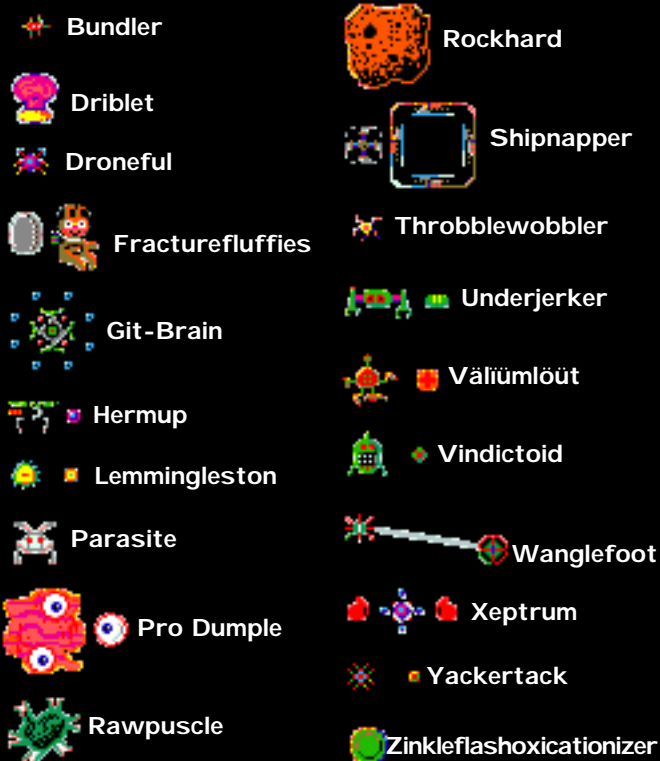 Bundler
Driblet
Droneful
Fracturefluffies
Git-Brain
Hermup
Lemmingleston
Parasite
Pro Dumple
Rawpuscle
Rockhard
Shipnapper
Throbblewobbler
Underjerker
Välïümlöüt
Vindictoid
Wanglefoot
Xeptrum
Yackertack
Zinkleflashoxicationizer